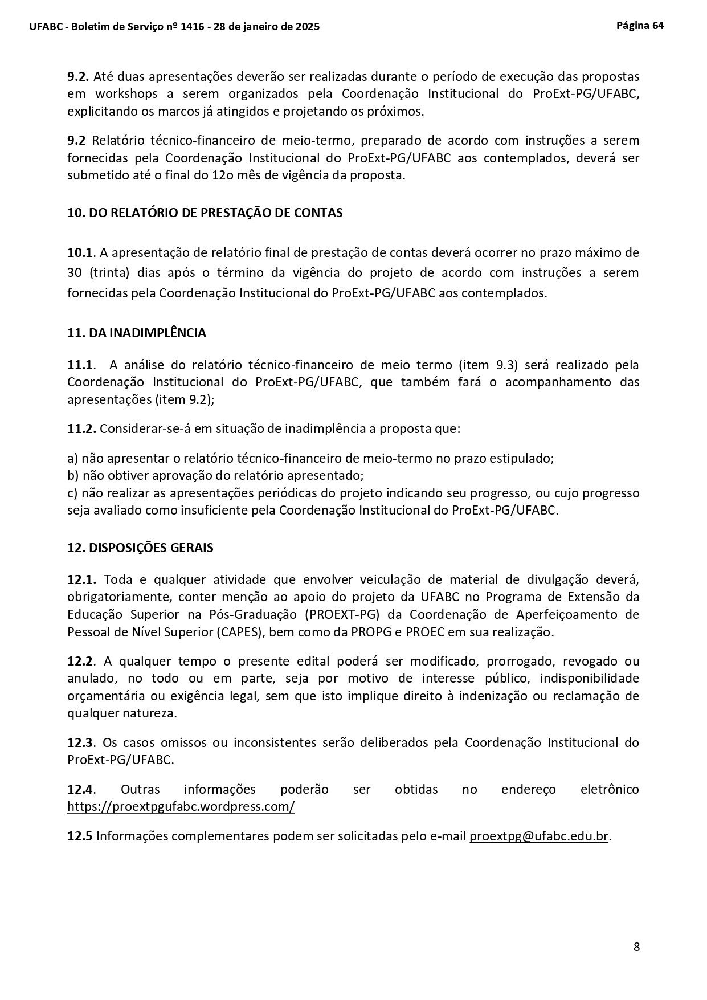 UFABC - Boletim de Serviço nº 1416 - 28 de janeiro de 2025
Página 64
9.2. Até duas apresentações deverão ser realizadas durante o período de execução das propostas
em workshops a serem organizados pela Coordenação Institucional do ProExt-PG/UFABC,
explicitando os marcos já atingidos e projetando os próximos.
9.2 Relatório técnico-financeiro de meio-termo, preparado de acordo com instruções a serem
fornecidas pela Coordenação Institucional do ProExt-PG/UFABC aos contemplados, deverá ser
submetido até o final do 12o mês de vigência da proposta.
10. DO RELATÓRIO DE PRESTAÇÃO DE CONTAS
10.1. A apresentação de relatório final de prestação de contas deverá ocorrer no prazo máximo de
30 (trinta) dias após o término da vigência do projeto de acordo com instruções a serem
fornecidas pela Coordenação Institucional do ProExt-PG/UFABC aos contemplados.
11. DA INADIMPLÊNCIA
11.1. A análise do relatório técnico-financeiro de meio termo (item 9.3) será realizado pela
Coordenação Institucional do ProExt-PG/UFABC, que também fará o acompanhamento das
apresentações (item 9.2);
11.2. Considerar-se-á em situação de inadimplência a proposta que:
a) não apresentar o relatório técnico-financeiro de meio-termo no prazo estipulado;
b) não obtiver aprovação do relatório apresentado;
c) não realizar as apresentações periódicas do projeto indicando seu progresso, ou cujo progresso
seja avaliado como insuficiente pela Coordenação Institucional do ProExt-PG/UFABC.
12. DISPOSIÇÕES GERAIS
12.1. Toda e qualquer atividade que envolver veiculação de material de divulgação deverá,
obrigatoriamente, conter menção ao apoio do projeto da UFABC no Programa de Extensão da
Educação Superior na Pós-Graduação (PROEXT-PG) da Coordenação de Aperfeiçoamento de
Pessoal de Nível Superior (CAPES), bem como da PROPG e PROEC em sua realização.
12.2. A qualquer tempo o presente edital poderá ser modificado, prorrogado, revogado ou
anulado, no todo ou em parte, seja por motivo de interesse público, indisponibilidade
orçamentária ou exigência legal, sem que isto implique direito à indenização ou reclamação de
qualquer natureza.
12.3. Os casos omissos ou inconsistentes serão deliberados pela Coordenação Institucional do
ProExt-PG/UFABC.
12.4. Outras informações poderão ser obtidas no endereço eletrônico
https://proextpgufabc.wordpress.com/
12.5 Informações complementares podem ser solicitadas pelo e-mail proextpg@ufabc.edu.br.
8